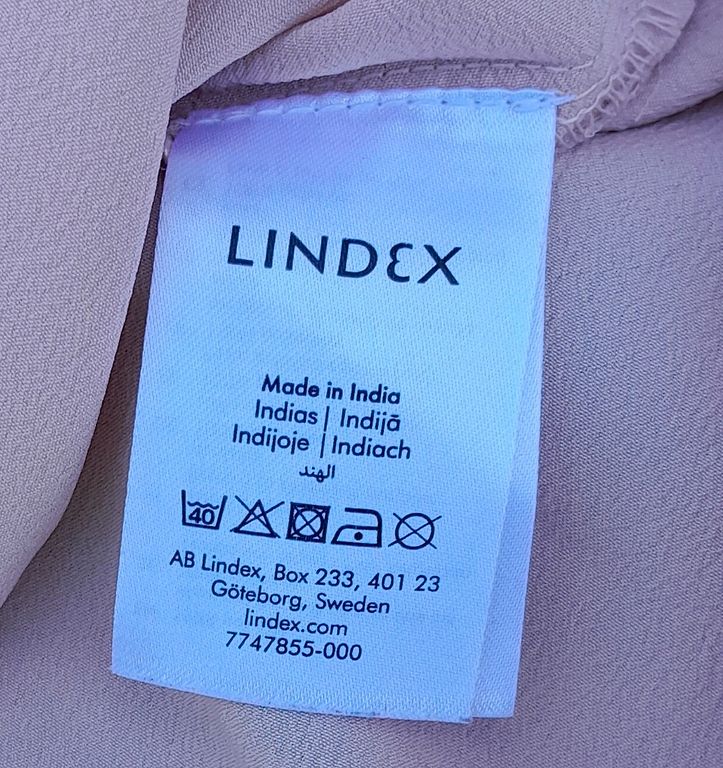 LINDEX
Made in India
Indias | Indijā
Indijoje | Indiach
الهند
40
AB Lindex, Box 233, 401 23
Göteborg, Sweden
lindex.com
7747855-000